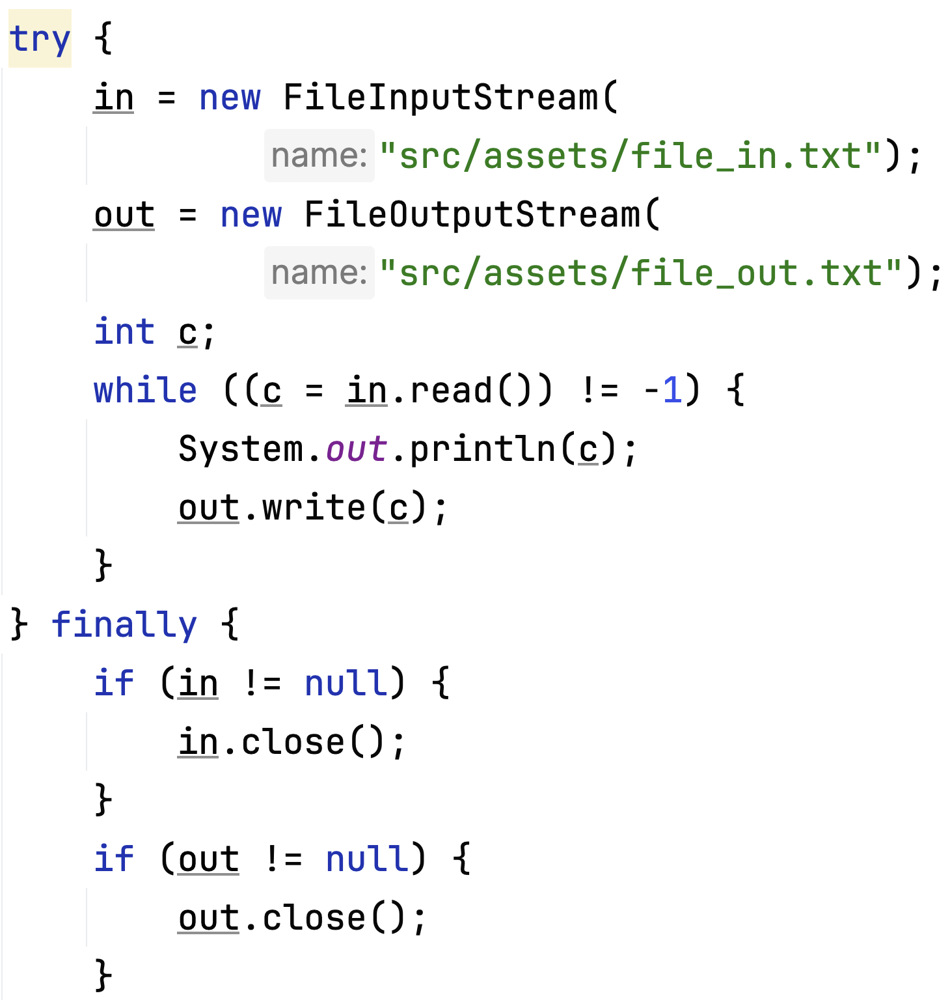 try {
    in = new FileInputStream(
            name: "src/assets/file_in.txt");
    out = new FileOutputStream(
            name: "src/assets/file_out.txt");
    int c;
    while ((c = in.read()) != -1) {
        System.out.println(c);
        out.write(c);
    }
} finally {
    if (in != null) {
        in.close();
    }
    if (out != null) {
        out.close();
    }